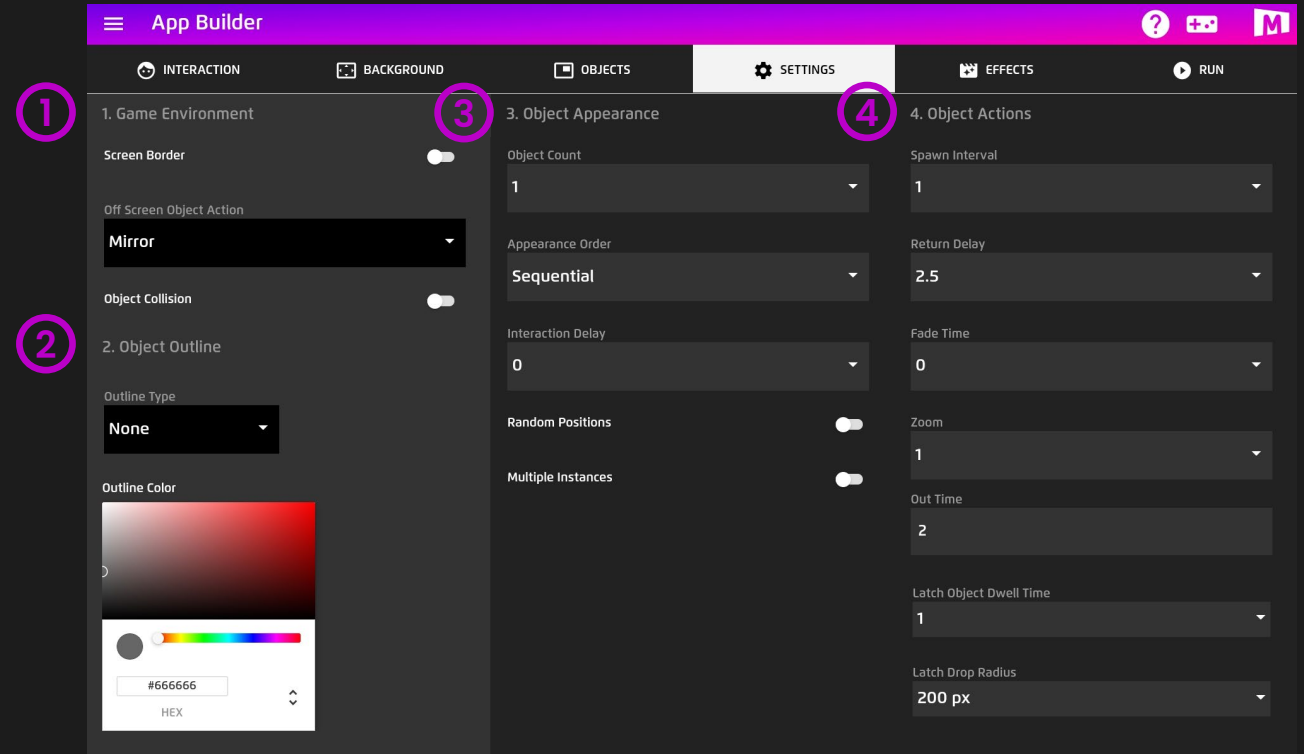 App Builder
?
M
INTERACTION
BACKGROUND
OBJECTS
SETTINGS
EFFECTS
RUN
1
1. Game Environment
Screen Border
Off Screen Object Action
Mirror
Object Collision
2
2. Object Outline
Outline Type
None
Outline Color
#666666
HEX
3
3. Object Appearance
Object Count
1
Appearance Order
Sequential
Interaction Delay
0
Random Positions
Multiple Instances
4
4. Object Actions
Spawn Interval
1
Return Delay
2.5
Fade Time
0
Zoom
1
Out Time
2
Latch Object Dwell Time
1
Latch Drop Radius
200 px